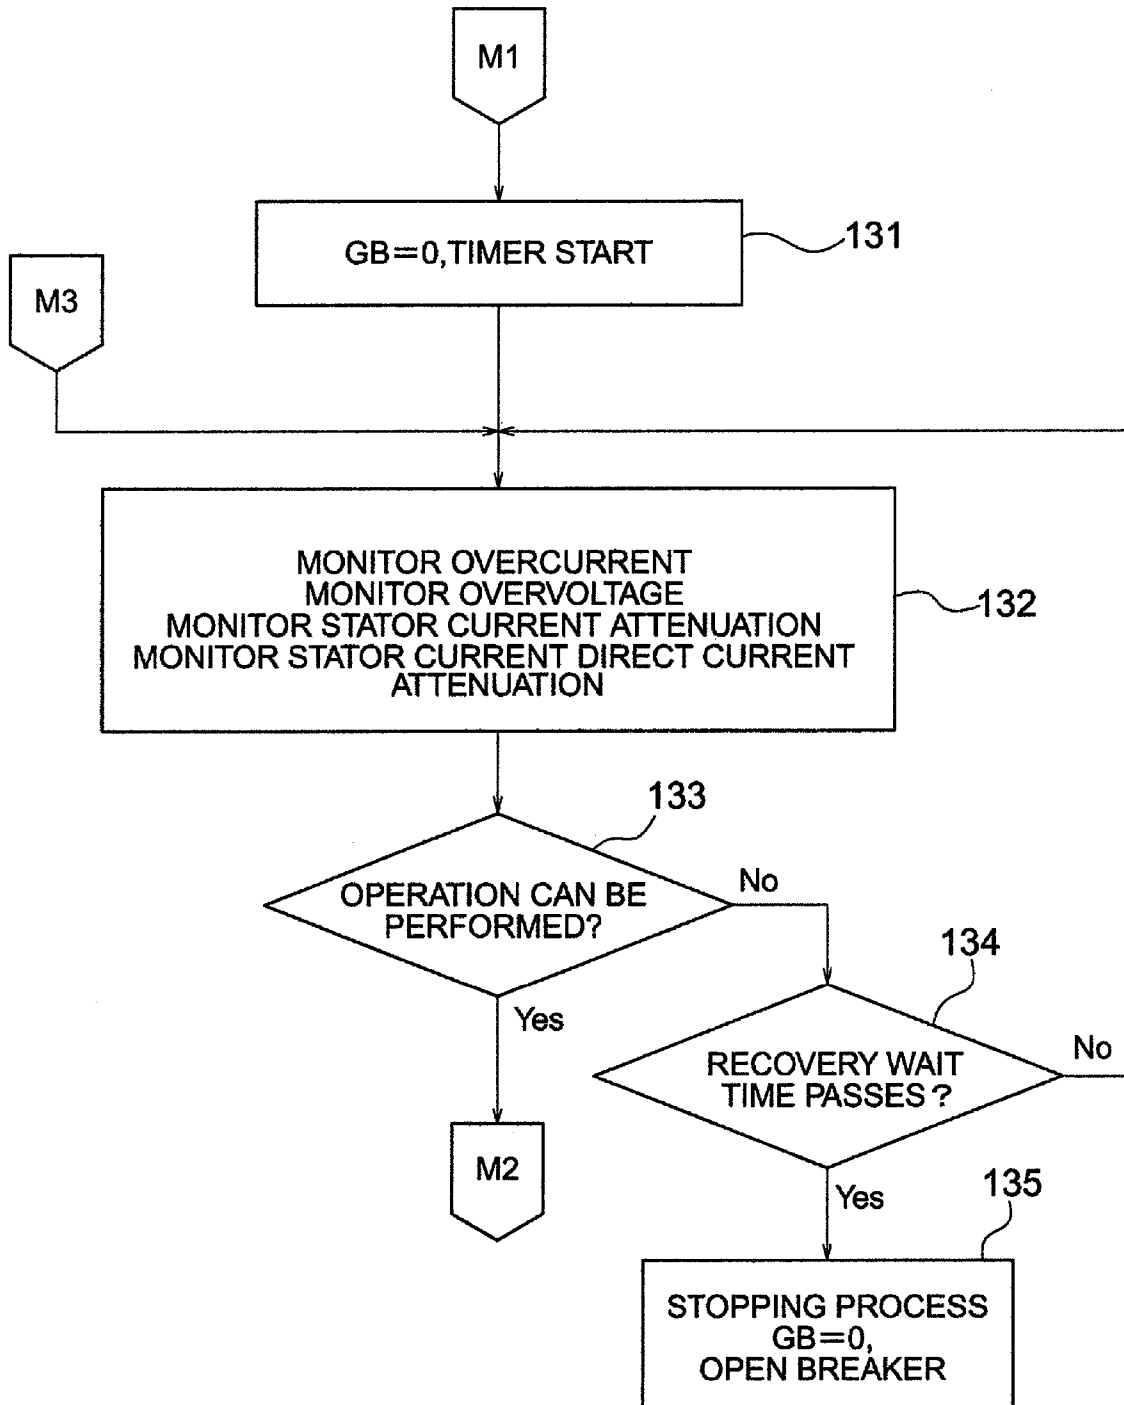 M1
GB=0,TIMER START
131
M3
MONITOR OVERCURRENT
MONITOR OVERVOLTAGE
MONITOR STATOR CURRENT ATTENUATION
MONITOR STATOR CURRENT DIRECT CURRENT
ATTENUATION
132
133
OPERATION CAN BE
PERFORMED?
No
Yes
134
RECOVERY WAIT
TIME PASSES?
No
M2
Yes
135
STOPPING PROCESS
GB=0,
OPEN BREAKER